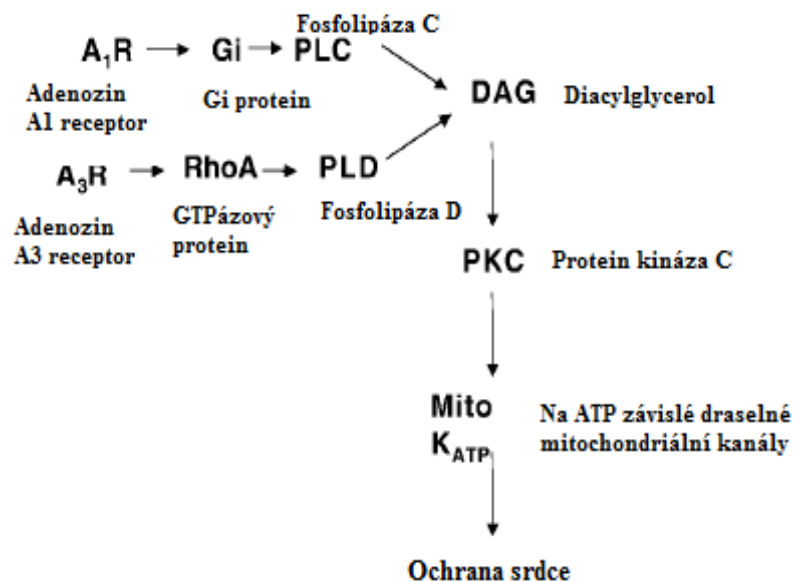 Fosfolipáza C
A₁R Gi PLC
Adenozin
A1 receptor
Gi protein
DAG Diacylglycerol
A₃R RhoA PLD
Adenozin
A3 receptor
GTPázový
protein
Fosfolipáza D
PKC Protein kináza C
Mito
K_ATP
Na ATP závislé draselné
mitochondriální kanály
Ochrana srdce